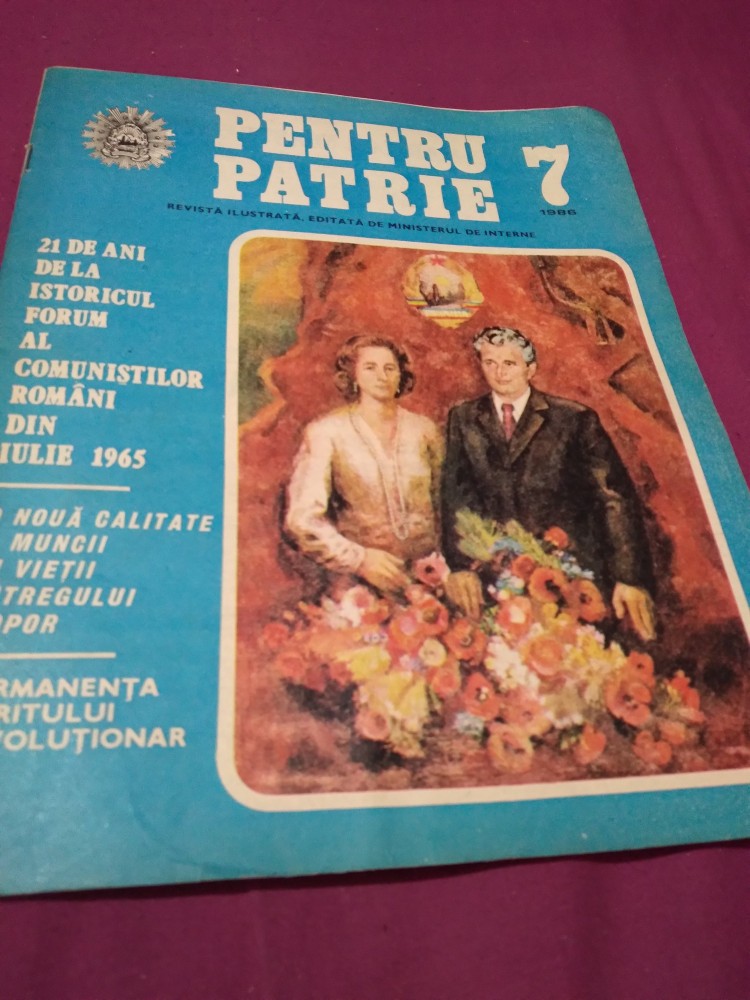 PENTRU
PATRIE
7
1986
REVISTĂ ILUSTRATĂ, EDITATĂ DE MINISTERUL DE INTERNE
21 DE ANI
DE LA
ISTORICUL
FORUM
AL
COMUNIȘTILOR
ROMÂNI
DIN
IULIE 1965
NOUĂ CALITATE
MUNCII
VIEȚII
TREGULUI
OPOR
RMANENȚA
RITULUI
VOLUȚIONAR